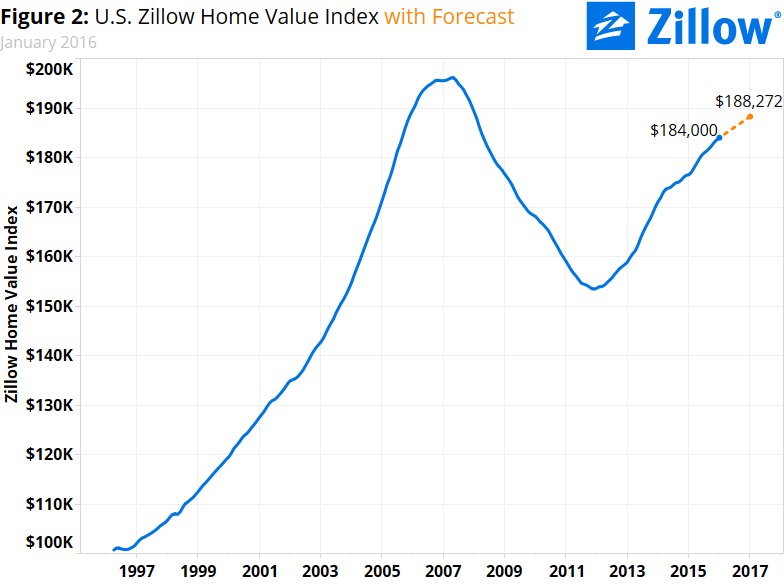 Figure 2: U.S. Zillow Home Value Index with Forecast
January 2016
Zillow®
$200K
$190K
$180K
$170K
$160K
$150K
$140K
$130K
$120K
$110K
$100K
Zillow Home Value Index
$184,000
$188,272
1997 1999 2001 2003 2005 2007 2009 2011 2013 2015 2017